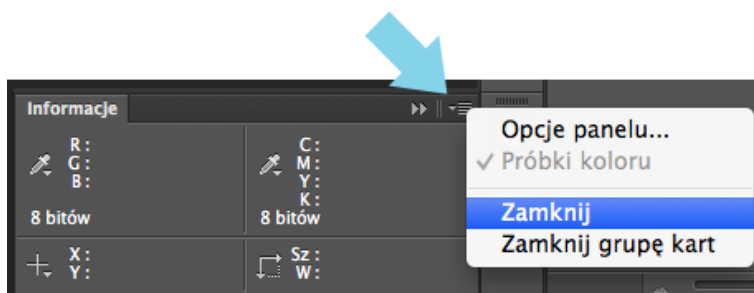 Informacje
R:
G:
B:
8 bitów
C:
M:
Y:
K:
8 bitów
X:
Y:
Sz:
W:
Opcje panelu...
✓ Próbki koloru
Zamknij
Zamknij grupę kart